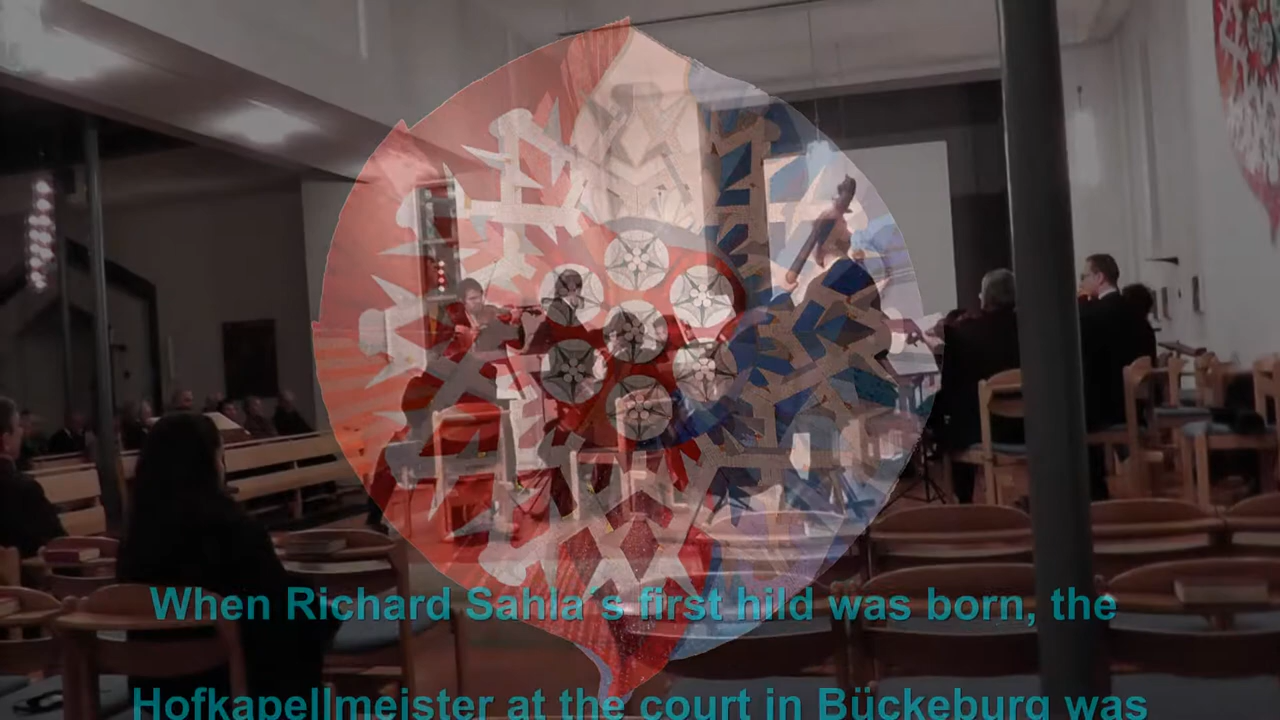 When Richard Sahla´s first hild was born, the
Hofkapellmeister at the court in Bückeburg was